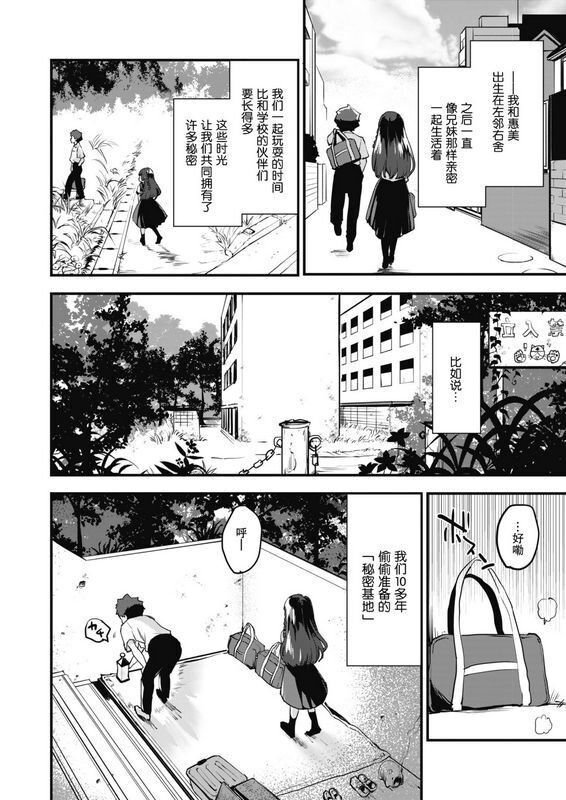 ──我和惠美
出生在左邻右舍
之后一直
像兄妹那样亲密
一起生活着
我们一起玩耍的时间
比和学校的伙伴们
要长得多
这些时光
让我们共同拥有了
许多秘密
立入禁
比如说…
…好嘞
ポイッ
我们10多年
偷偷准备的
「秘密基地」
呼ー